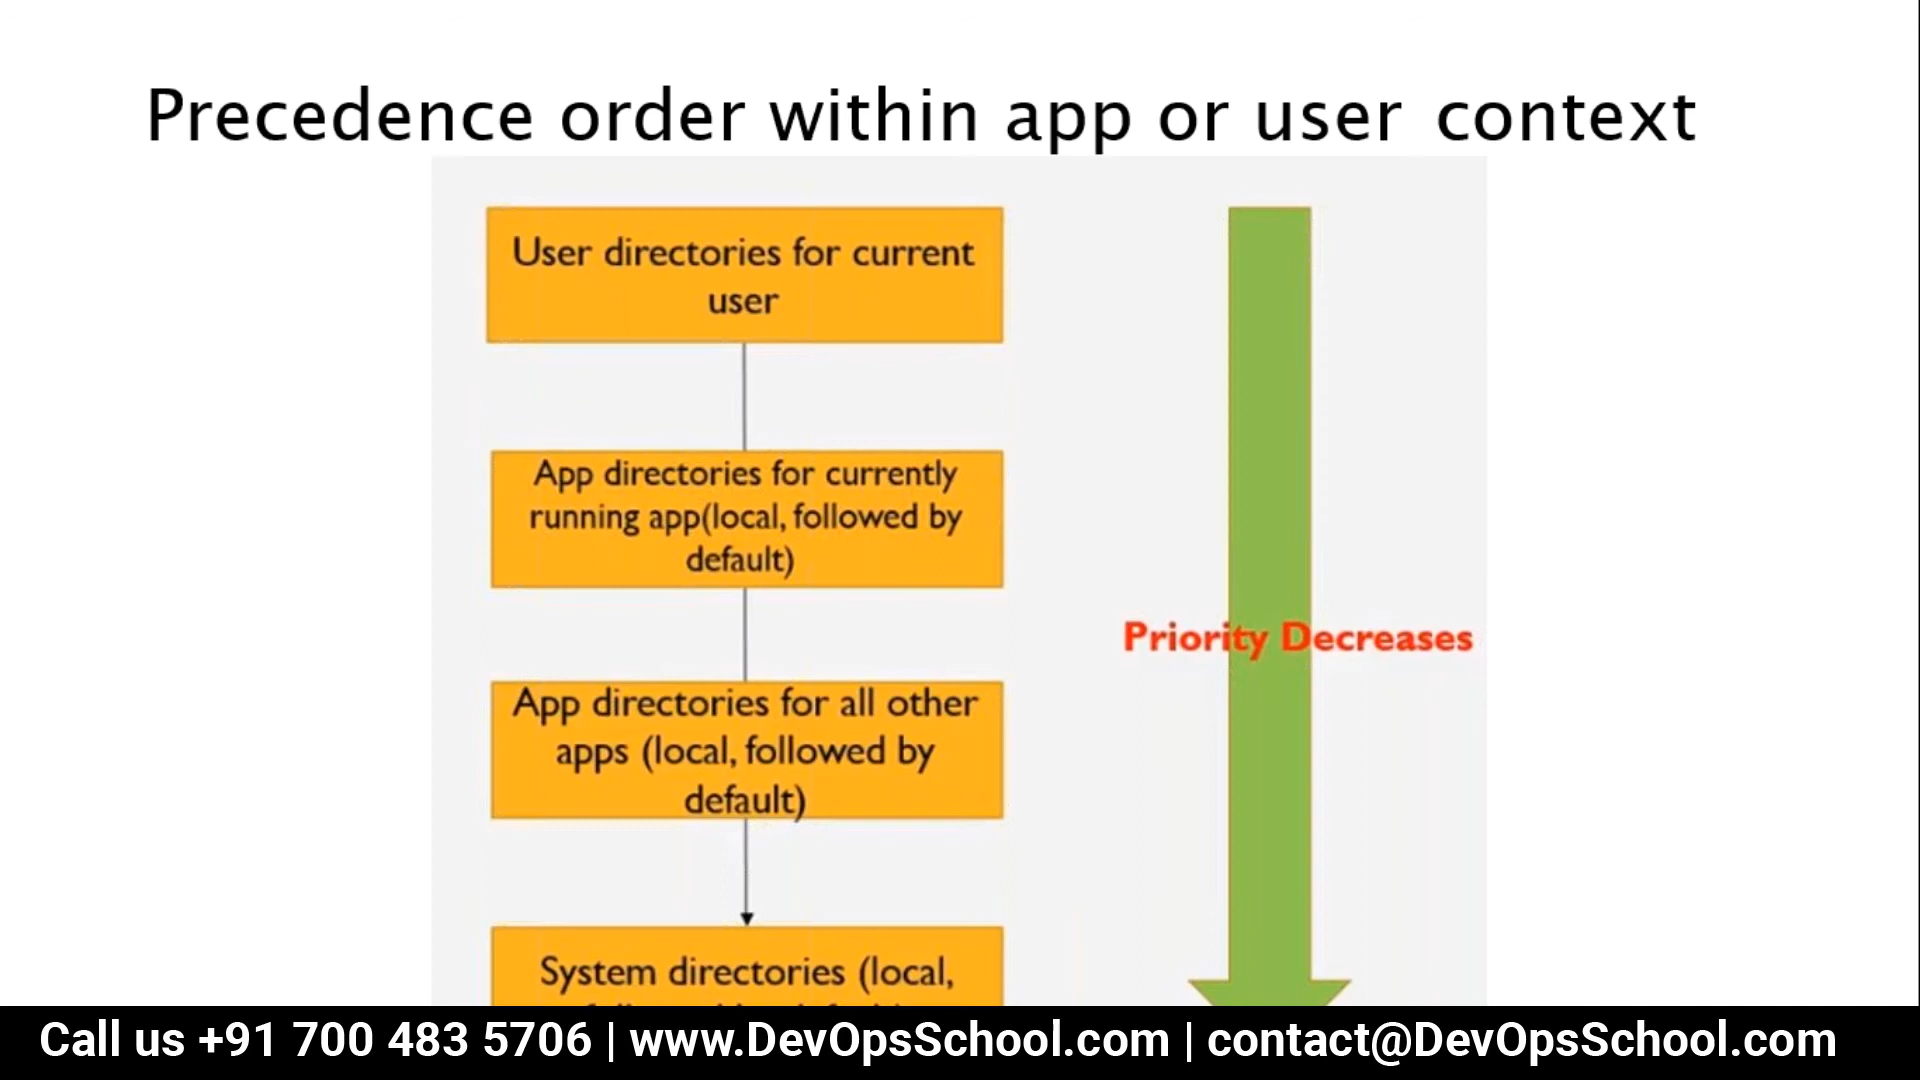 Precedence order within app or user context
User directories for current
user
App directories for currently
running app(local, followed by
default)
Priority Decreases
App directories for all other
apps (local, followed by
default)
System directories (local,
Call us +91 700 483 5706 | www.DevOpsSchool.com | contact@DevOpsSchool.com